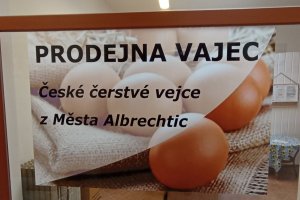 PRODEJNA VAJEC
České čerstvé vejce
z Města Albrechtic